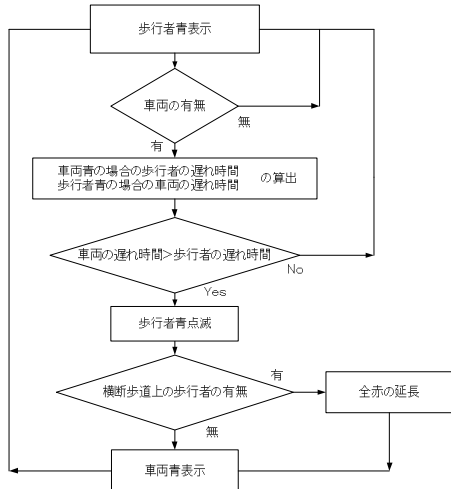 歩行者青表示
車両の有無
無
有
車両青の場合の歩行者の遅れ時間
歩行者青の場合の車両の遅れ時間
の算出
車両の遅れ時間>歩行者の遅れ時間
No
Yes
歩行者青点滅
横断歩道上の歩行者の有無
有
全赤の延長
無
車両青表示